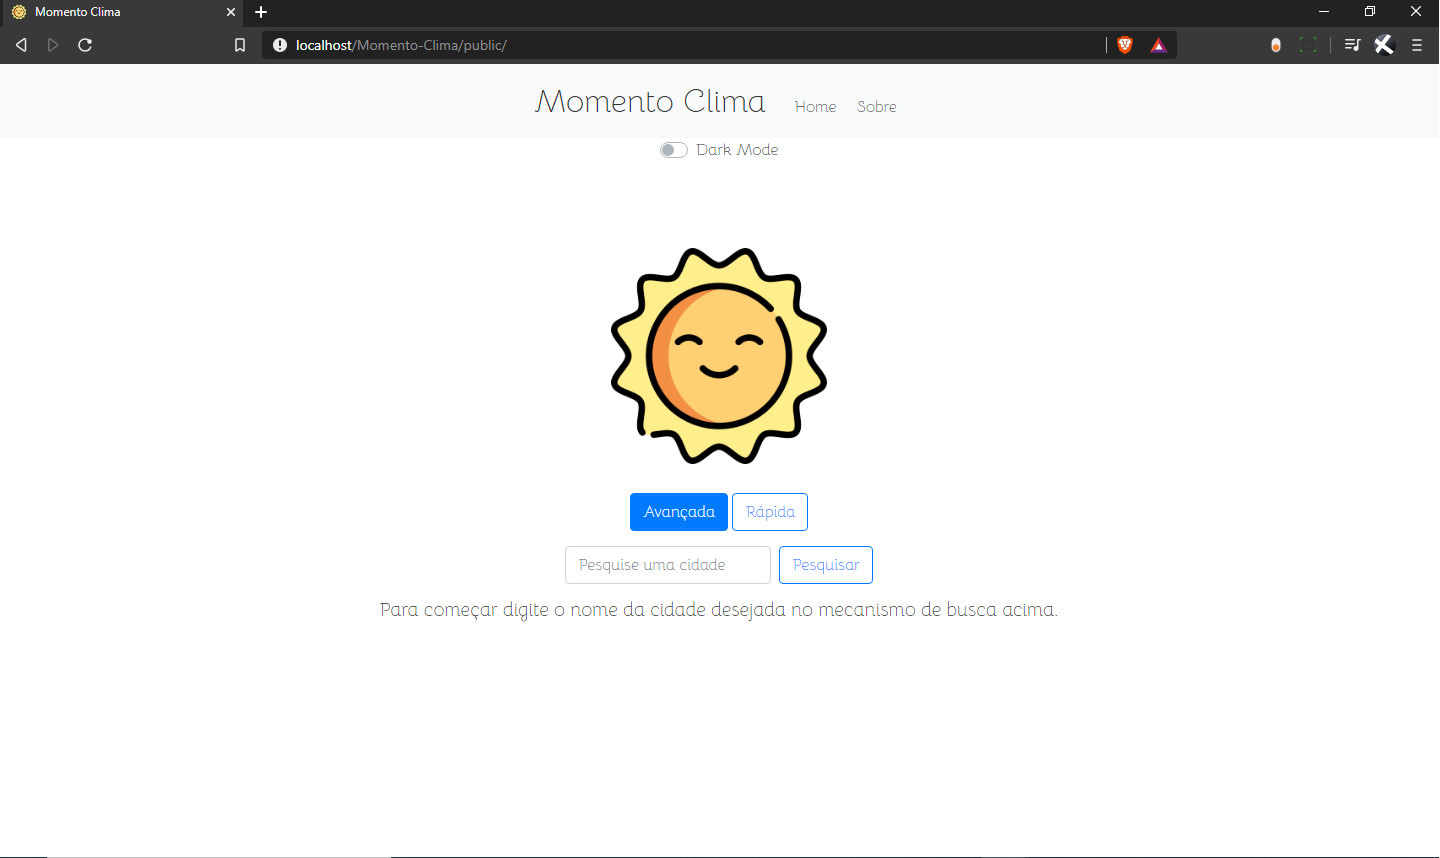 Momento Clima
localhost/Momento-Clima/public/
Momento Clima Home Sobre
Dark Mode
Avançada Rápida
Pesquise uma cidade Pesquisar
Para começar digite o nome da cidade desejada no mecanismo de busca acima.